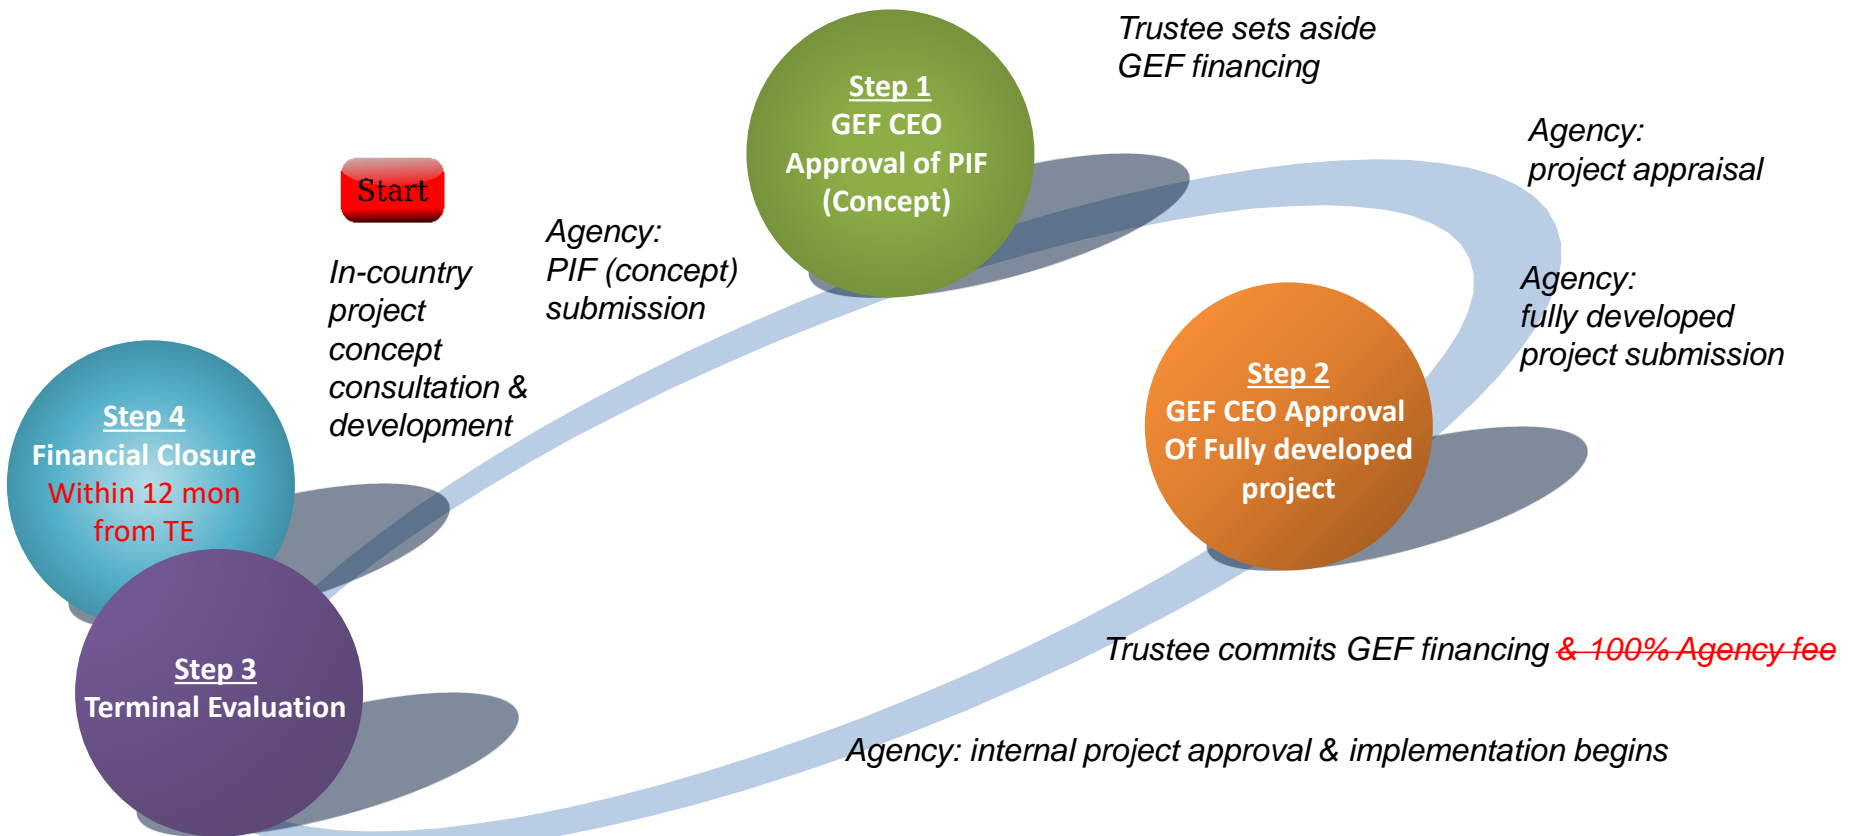 Start
In-country
project
concept
consultation &
development
Agency:
PIF (concept)
submission
Step 1
GEF CEO
Approval of PIF
(Concept)
Trustee sets aside
GEF financing
Agency:
project appraisal
Agency:
fully developed
project submission
Step 2
GEF CEO Approval
Of Fully developed
project
Trustee commits GEF financing & 100% Agency fee
Agency: internal project approval & implementation begins
Step 3
Terminal Evaluation
Step 4
Financial Closure
Within 12 mon
from TE